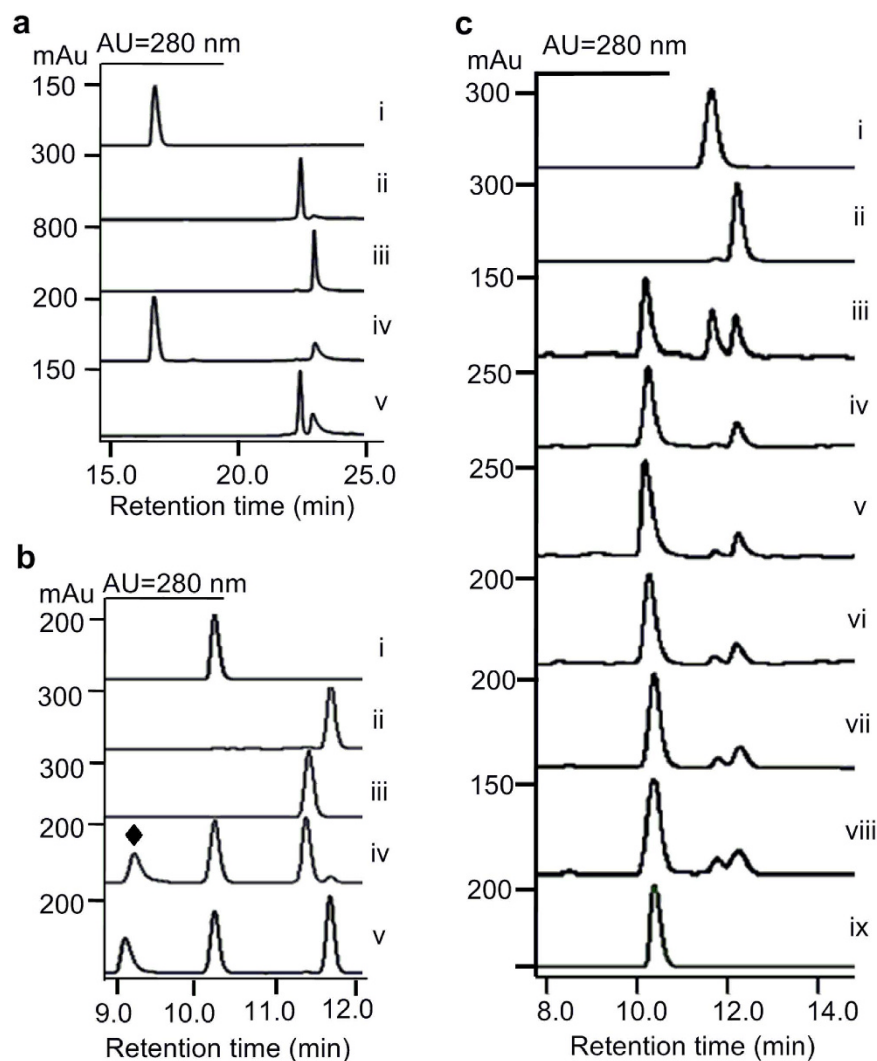 a
AU=280 nm
mAu
150
i
300
ii
800
iii
200
iv
150
v
15.0 20.0 25.0
Retention time (min)
b
AU=280 nm
mAu
200
i
300
ii
300
iii
200
iv
200
v
9.0 10.0 11.0 12.0
Retention time (min)
c
AU=280 nm
mAu
300
i
300
ii
150
iii
250
iv
250
v
200
vi
200
vii
150
viii
200
ix
8.0 10.0 12.0 14.0
Retention time (min)